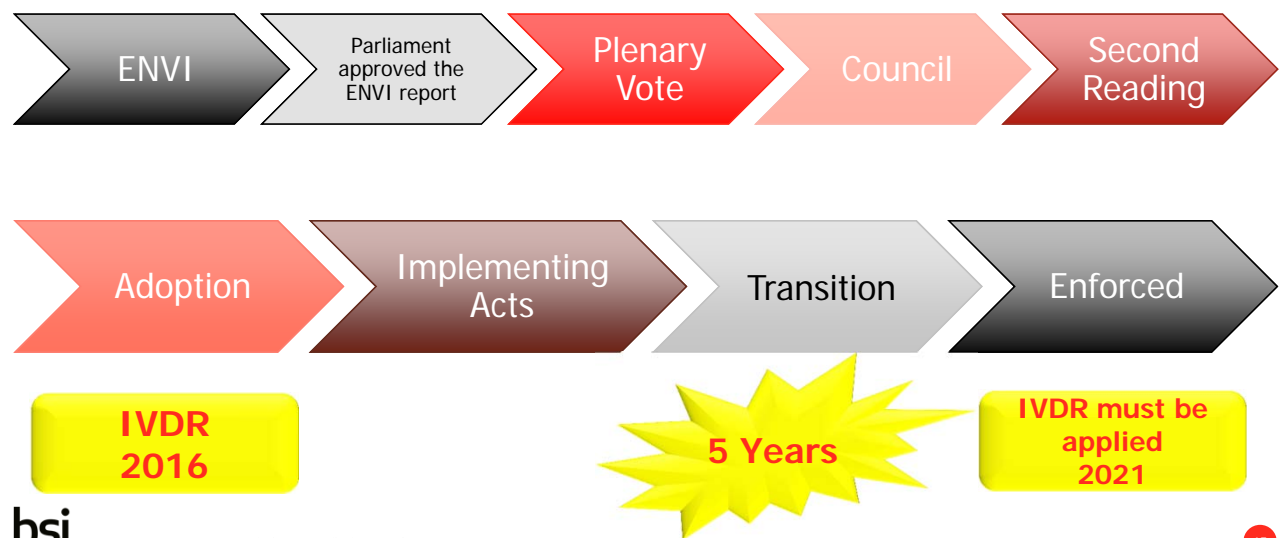 ENVI
Parliament
approved the
ENVI report
Plenary
Vote
Council
Second
Reading
Adoption
Implementing
Acts
Transition
Enforced
IVDR
2016
5 Years
IVDR must be
applied
2021
bsi